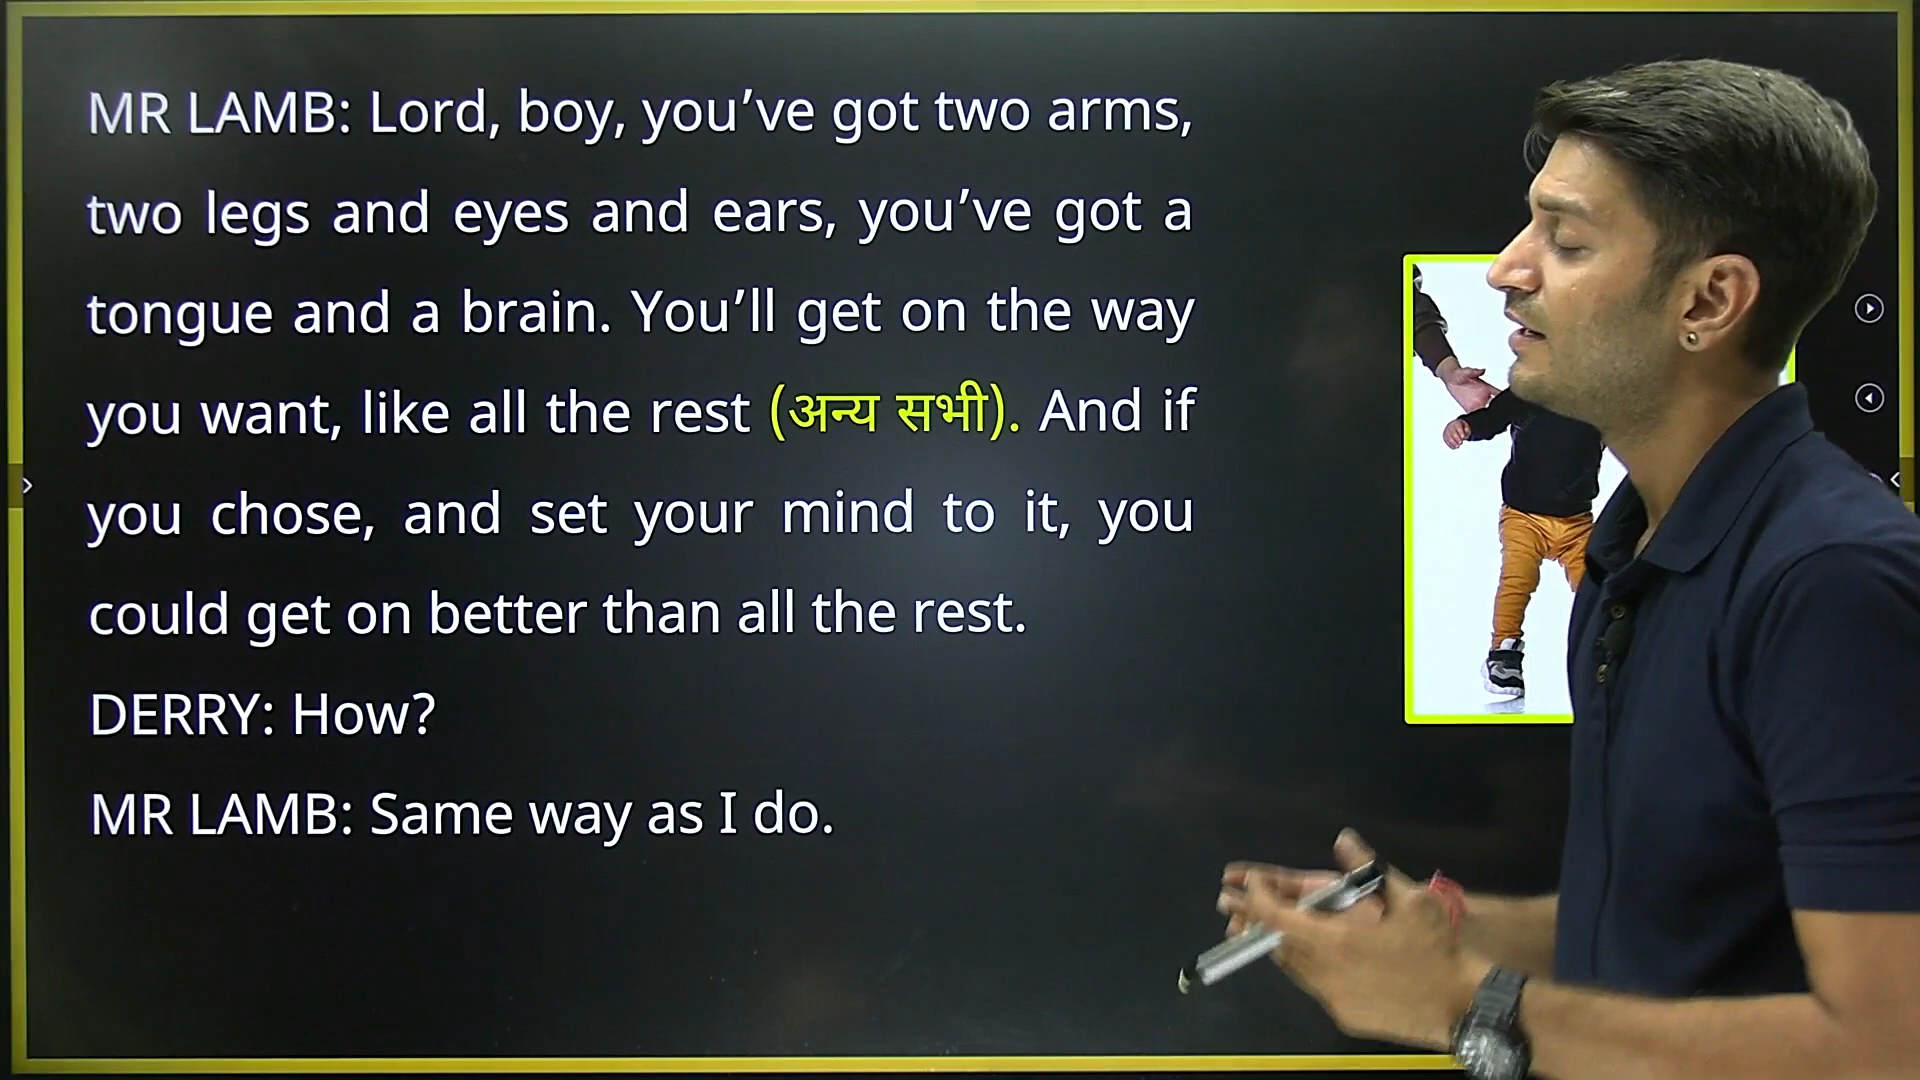 MR LAMB: Lord, boy, you’ve got two arms,
two legs and eyes and ears, you’ve got a
tongue and a brain. You’ll get on the way
you want, like all the rest (अन्य सभी). And if
you chose, and set your mind to it, you
could get on better than all the rest.
DERRY: How?
MR LAMB: Same way as I do.